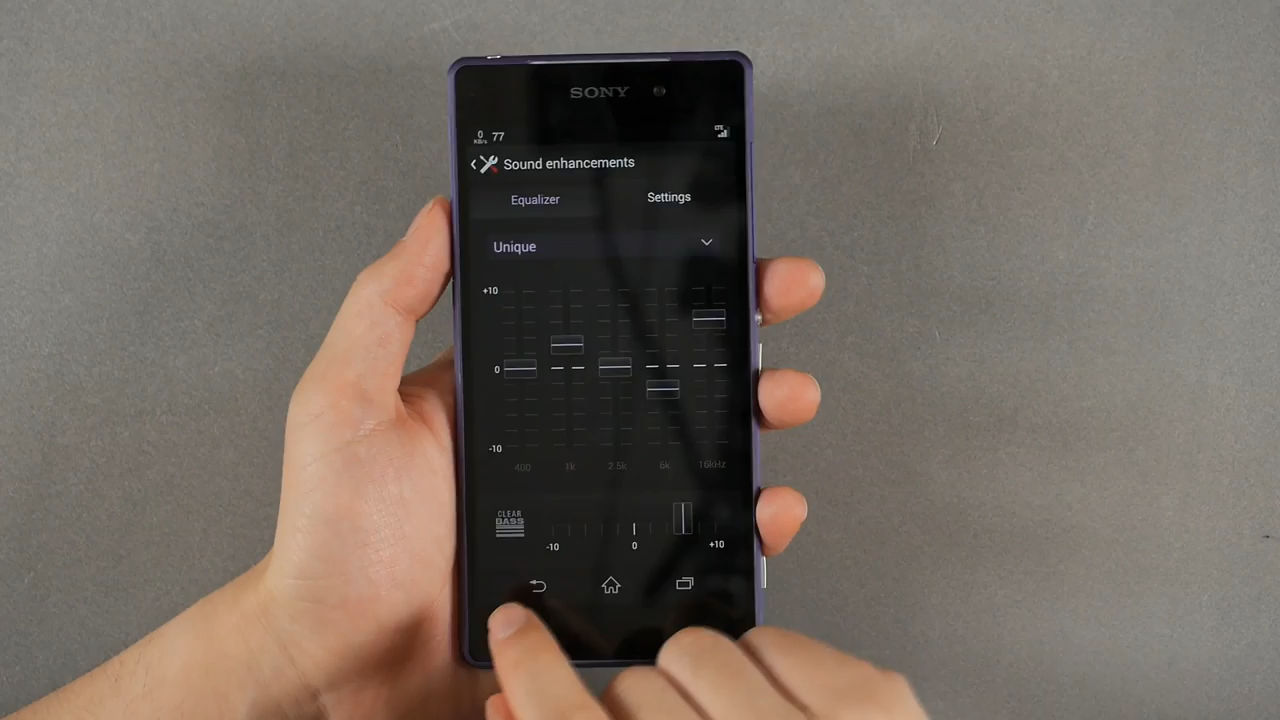 SONY
0 KB/s 77 LTE
Sound enhancements
Equalizer Settings
Unique
+10
0
-10
400 1k 2.5k 6k 16kHz
CLEAR
BASS
-10 0 +10